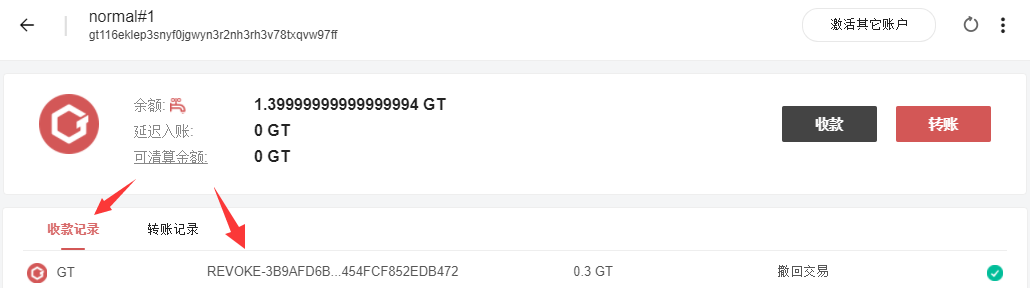 normal#1
gt116eklep3snyf0jgwyn3r2nh3rh3v78txqvw97ff
激活其它账户
余额: 1.39999999999999994 GT
延迟入账: 0 GT
可清算金额: 0 GT
收款 转账
收款记录 转账记录
GT REVOKE-3B9AFD6B...454FCF852EDB472 0.3 GT 撤回交易